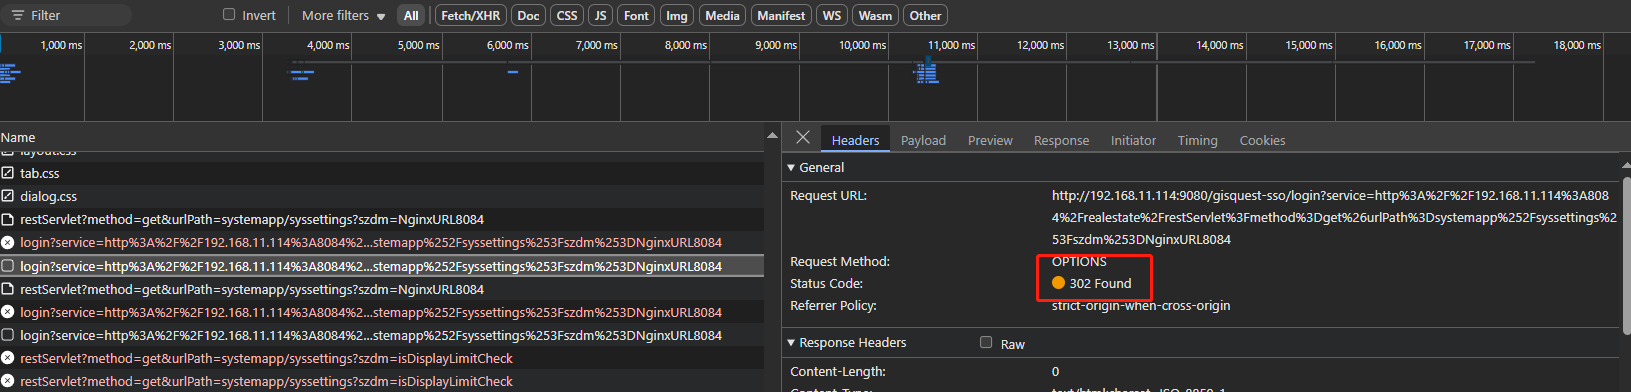 Filter Invert More filters All Fetch/XHR Doc CSS JS Font Img Media Manifest WS Wasm Other
1,000 ms 2,000 ms 3,000 ms 4,000 ms 5,000 ms 6,000 ms 7,000 ms 8,000 ms 9,000 ms 10,000 ms 11,000 ms 12,000 ms 13,000 ms 14,000 ms 15,000 ms 16,000 ms 17,000 ms 18,000 ms
Name
layout.css
tab.css
dialog.css
restServlet?method=get&urlPath=systemapp/syssettings?szdm=NginxURL8084
login?service=http%3A%2F%2F192.168.11.114%3A8084%2...stemapp%252Fsyssettings%253Fszdm%253DNginxURL8084
login?service=http%3A%2F%2F192.168.11.114%3A8084%2...stemapp%252Fsyssettings%253Fszdm%253DNginxURL8084
restServlet?method=get&urlPath=systemapp/syssettings?szdm=NginxURL8084
login?service=http%3A%2F%2F192.168.11.114%3A8084%2...stemapp%252Fsyssettings%253Fszdm%253DNginxURL8084
login?service=http%3A%2F%2F192.168.11.114%3A8084%2...stemapp%252Fsyssettings%253Fszdm%253DNginxURL8084
restServlet?method=get&urlPath=systemapp/syssettings?szdm=isDisplayLimitCheck
restServlet?method=get&urlPath=systemapp/syssettings?szdm=isDisplayLimitCheck
Headers Payload Preview Response Initiator Timing Cookies
General
Request URL: http://192.168.11.114:9080/gisquest-sso/login?service=http%3A%2F%2F192.168.11.114%3A808
4%2Frealestate%2FrestServlet%3Fmethod%3Dget%26urlPath%3Dsystemapp%252Fsyssettings%2
53Fszdm%253DNginxURL8084
Request Method: OPTIONS
Status Code: 302 Found
Referrer Policy: strict-origin-when-cross-origin
Response Headers Raw
Content-Length: 0